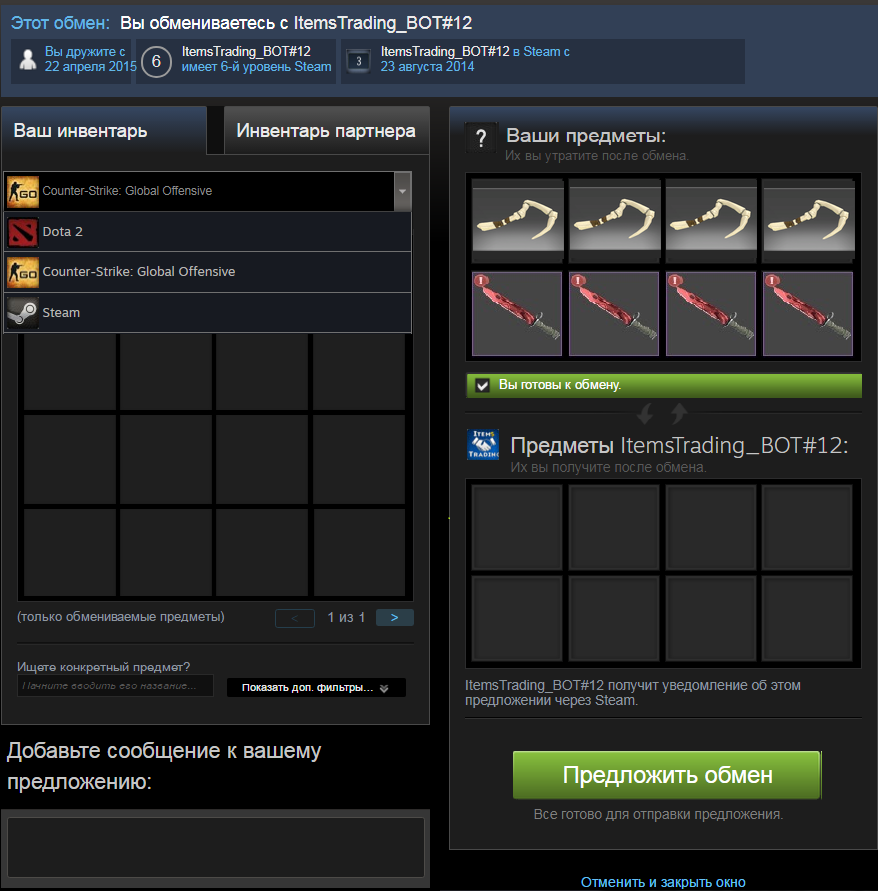 Этот обмен: Вы обмениваетесь с ItemsTrading_BOT#12
Вы дружите с
22 апреля 2015
6
ItemsTrading_BOT#12
имеет 6-й уровень Steam
3
ItemsTrading_BOT#12 в Steam с
23 августа 2014
Ваш инвентарь
Инвентарь партнера
GO
Counter-Strike: Global Offensive
Dota 2
GO
Counter-Strike: Global Offensive
Steam
(только обмениваемые предметы)
<
1 из 1
>
Ищете конкретный предмет?
Начните вводить его название...
Показать доп. фильтры...
Добавьте сообщение к вашему
предложению:
?
Ваши предметы:
Их вы утратите после обмена.
Вы готовы к обмену.
ITEMS
TRADING
Предметы ItemsTrading_BOT#12:
Их вы получите после обмена.
ItemsTrading_BOT#12 получит уведомление об этом
предложении через Steam.
Предложить обмен
Все готово для отправки предложения.
Отменить и закрыть окно